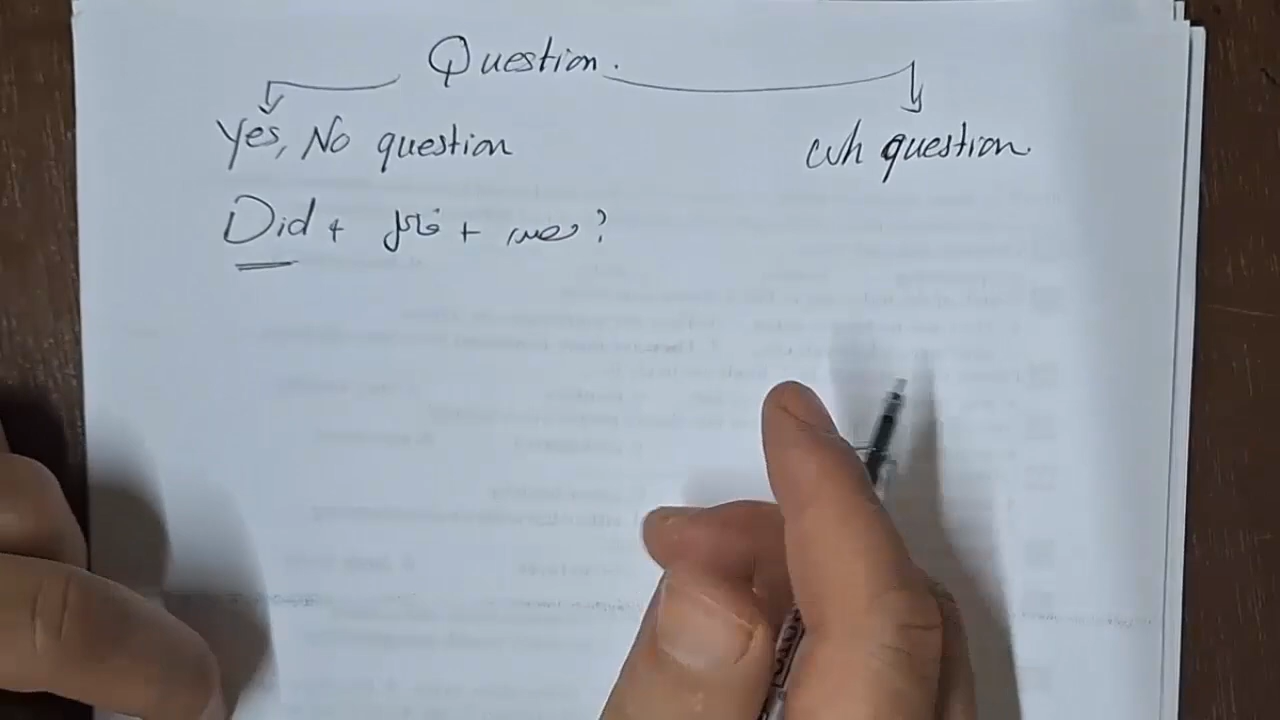 Question.
Yes, No question
Wh question.
Did + فاعل + مصدر ?